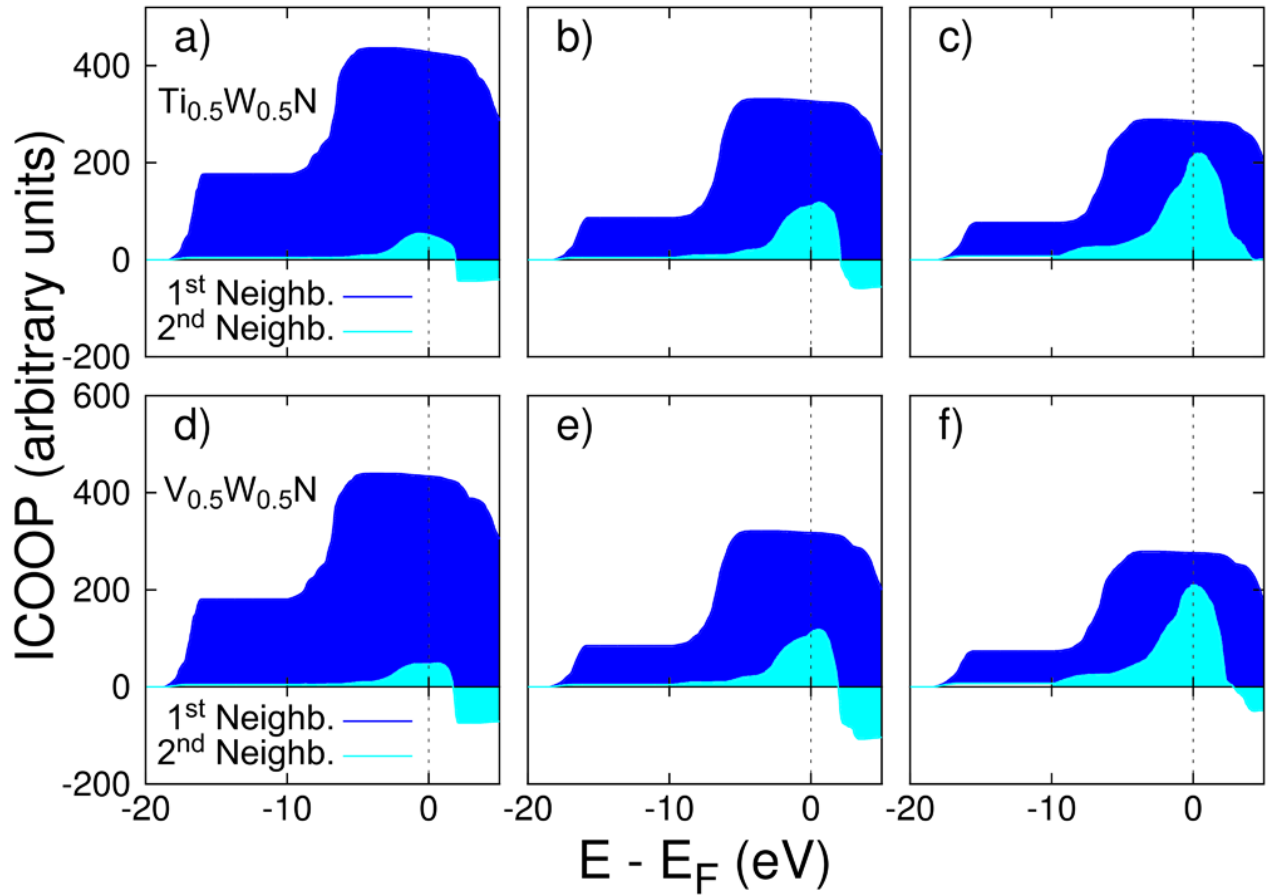 a)
b)
c)
Ti0.5W0.5N
400
200
0
-200
1st Neighb.
2nd Neighb.
ICOOP (arbitrary units)
d)
e)
f)
V0.5W0.5N
600
400
200
0
-200
1st Neighb.
2nd Neighb.
-20 -10 0
-20 -10 0
-20 -10 0
E - EF (eV)